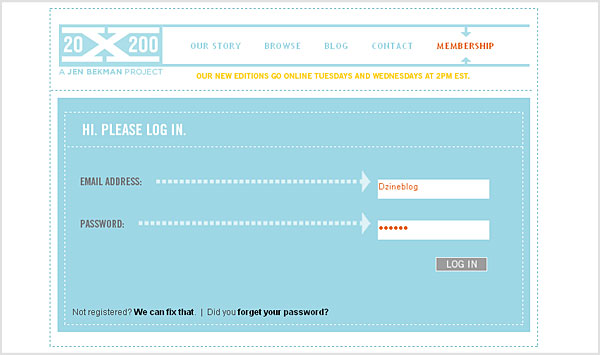 20 X 200
A JEN BEKMAN PROJECT
OUR STORY BROWSE BLOG CONTACT MEMBERSHIP
OUR NEW EDITIONS GO ONLINE TUESDAYS AND WEDNESDAYS AT 2PM EST.
HI. PLEASE LOG IN.
EMAIL ADDRESS: Dzineblog
PASSWORD: ••••••
LOG IN
Not registered? We can fix that. | Did you forget your password?